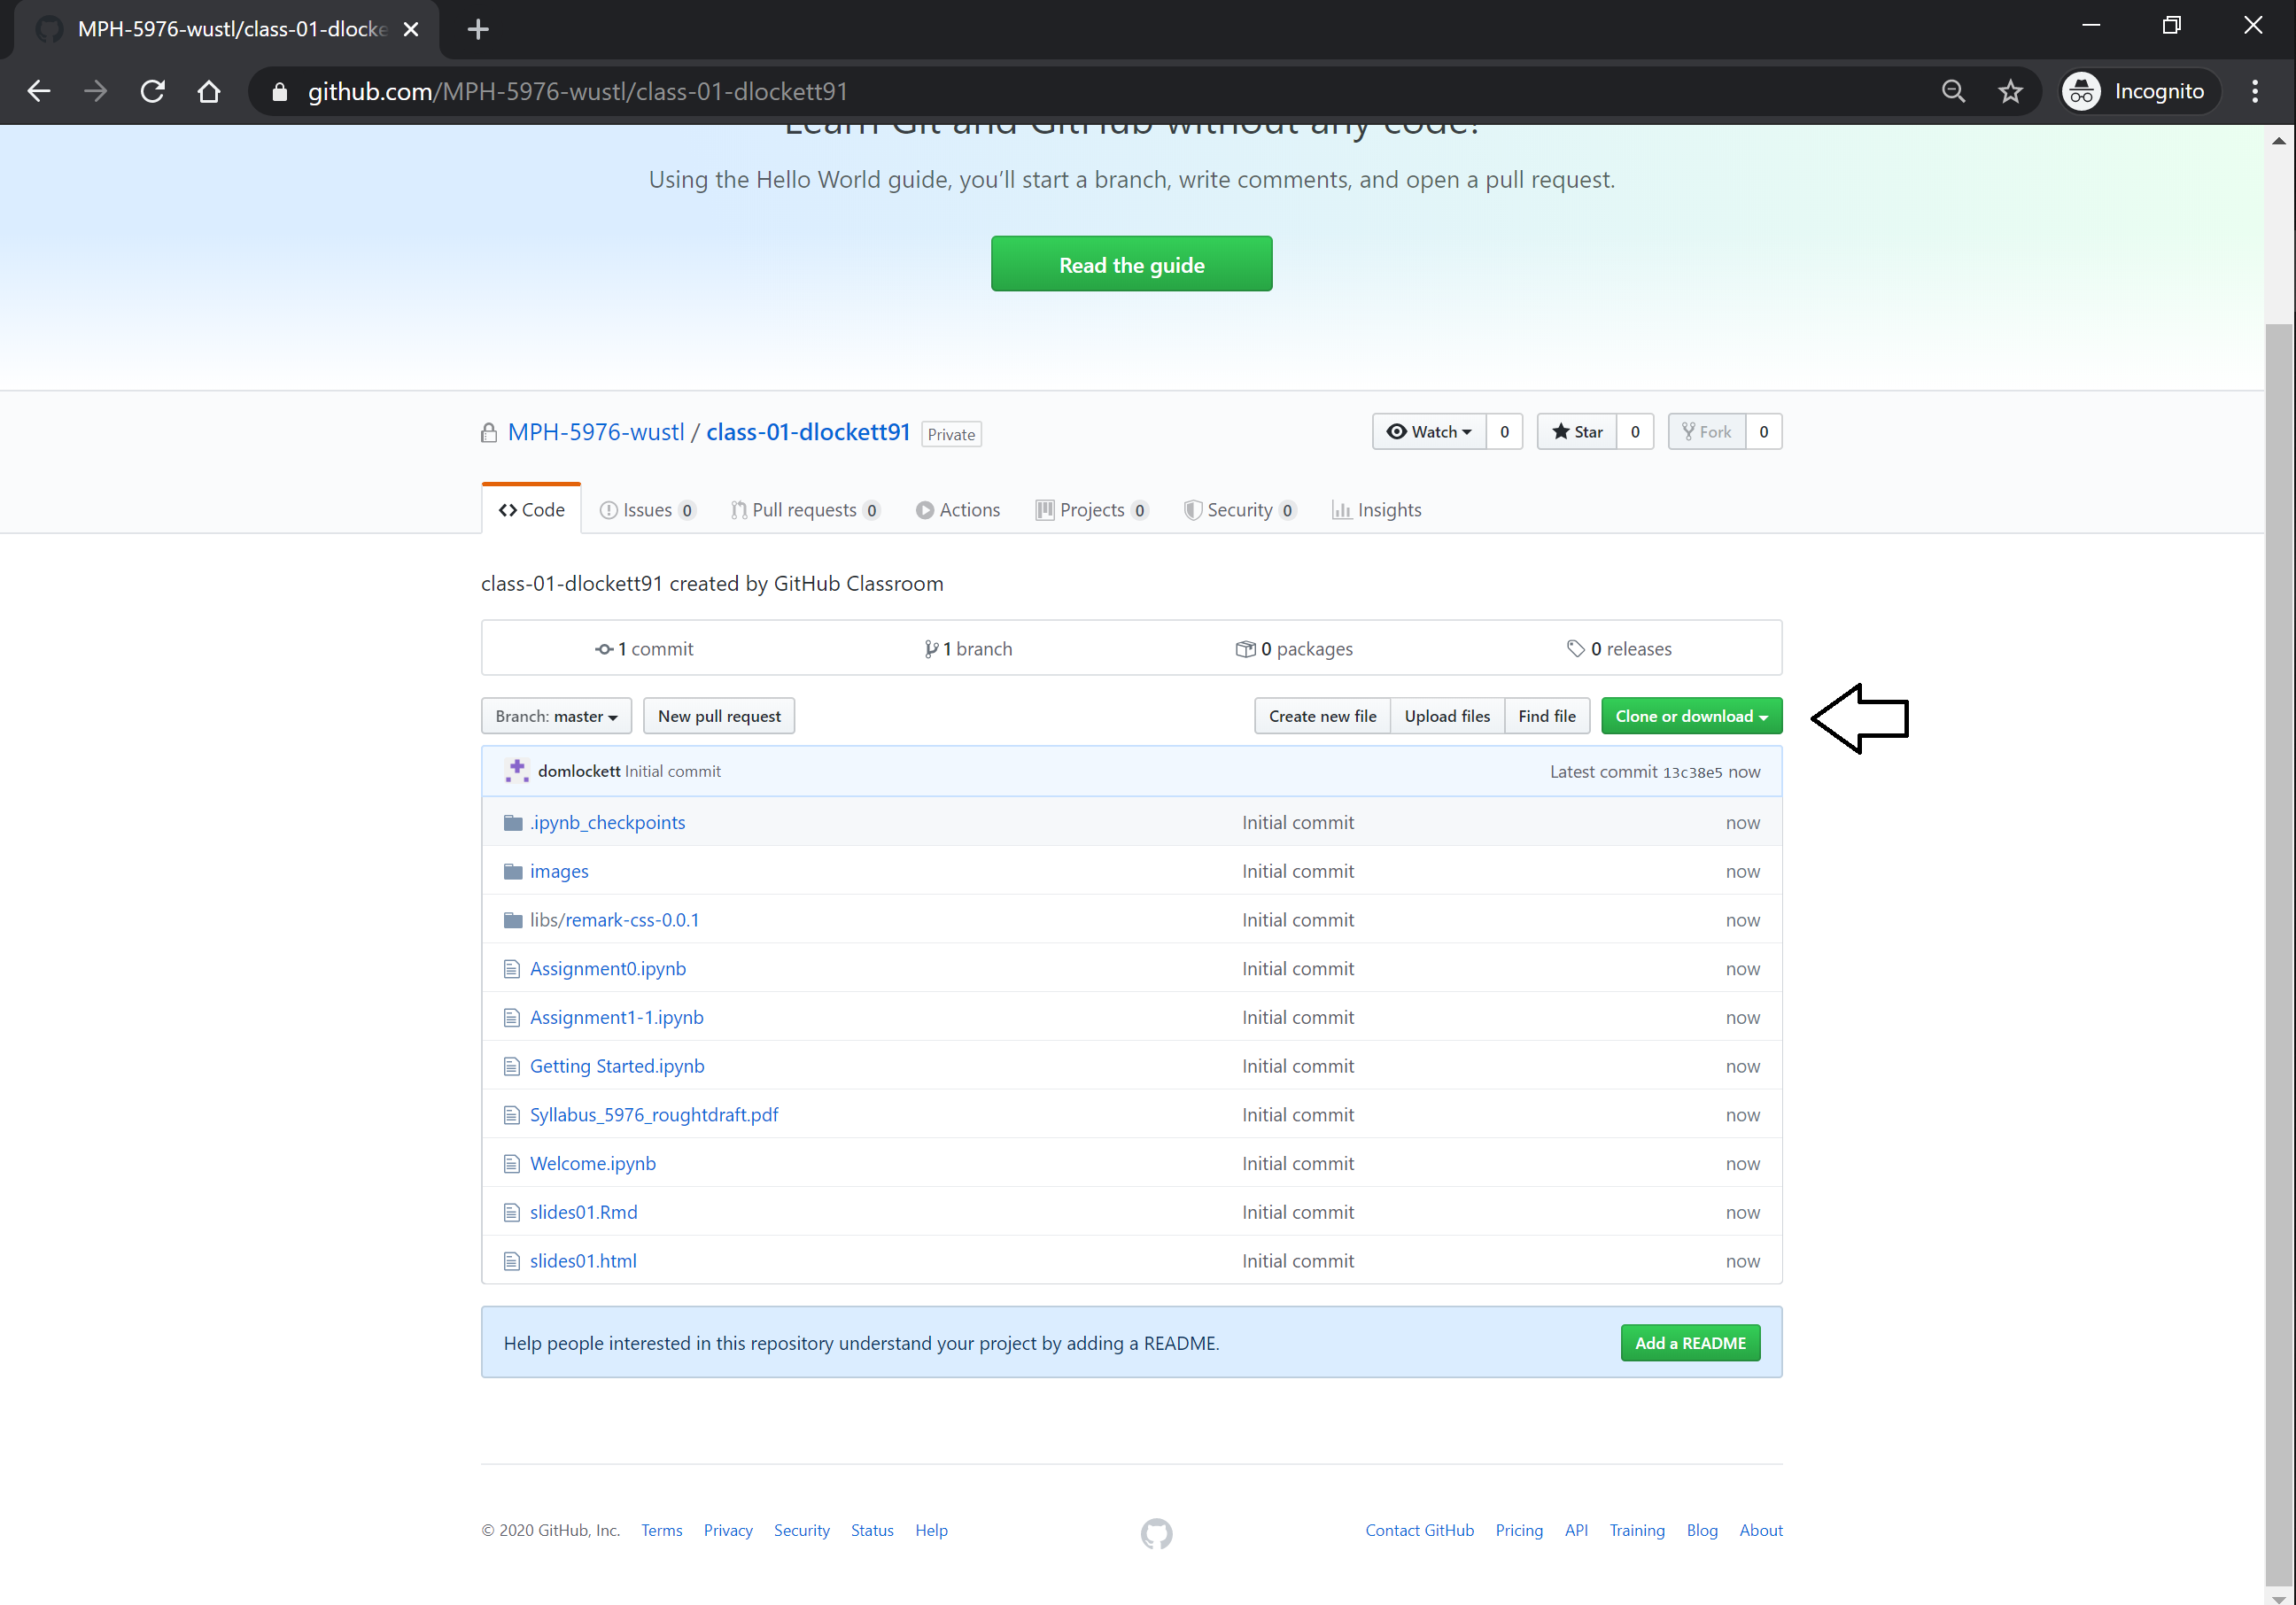 MPH-5976-wustl/class-01-dlocke
github.com/MPH-5976-wustl/class-01-dlockett91
Incognito
Learn Git and GitHub without any code!
Using the Hello World guide, you’ll start a branch, write comments, and open a pull request.
Read the guide
MPH-5976-wustl / class-01-dlockett91 Private
Watch 0 Star 0 Fork 0
Code Issues 0 Pull requests 0 Actions Projects 0 Security 0 Insights
class-01-dlockett91 created by GitHub Classroom
1 commit 1 branch 0 packages 0 releases
Branch: master New pull request Create new file Upload files Find file Clone or download
domlockett Initial commit Latest commit 13c38e5 now
.ipynb_checkpoints Initial commit now
images Initial commit now
libs/remark-css-0.0.1 Initial commit now
Assignment0.ipynb Initial commit now
Assignment1-1.ipynb Initial commit now
Getting Started.ipynb Initial commit now
Syllabus_5976_roughtdraft.pdf Initial commit now
Welcome.ipynb Initial commit now
slides01.Rmd Initial commit now
slides01.html Initial commit now
Help people interested in this repository understand your project by adding a README. Add a README
© 2020 GitHub, Inc. Terms Privacy Security Status Help Contact GitHub Pricing API Training Blog About